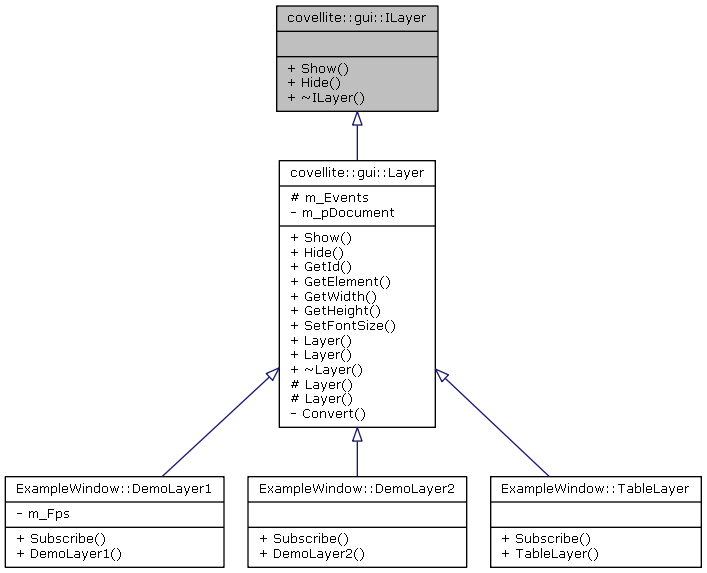 covellite::gui::ILayer
+ Show()
+ Hide()
+ ~ILayer()
covellite::gui::Layer
# m_Events
- m_pDocument
+ Show()
+ Hide()
+ GetId()
+ GetElement()
+ GetWidth()
+ GetHeight()
+ SetFontSize()
+ Layer()
+ Layer()
+ ~Layer()
# Layer()
# Layer()
- Convert()
ExampleWindow::DemoLayer1
- m_Fps
+ Subscribe()
+ DemoLayer1()
ExampleWindow::DemoLayer2
+ Subscribe()
+ DemoLayer2()
ExampleWindow::TableLayer
+ Subscribe()
+ TableLayer()